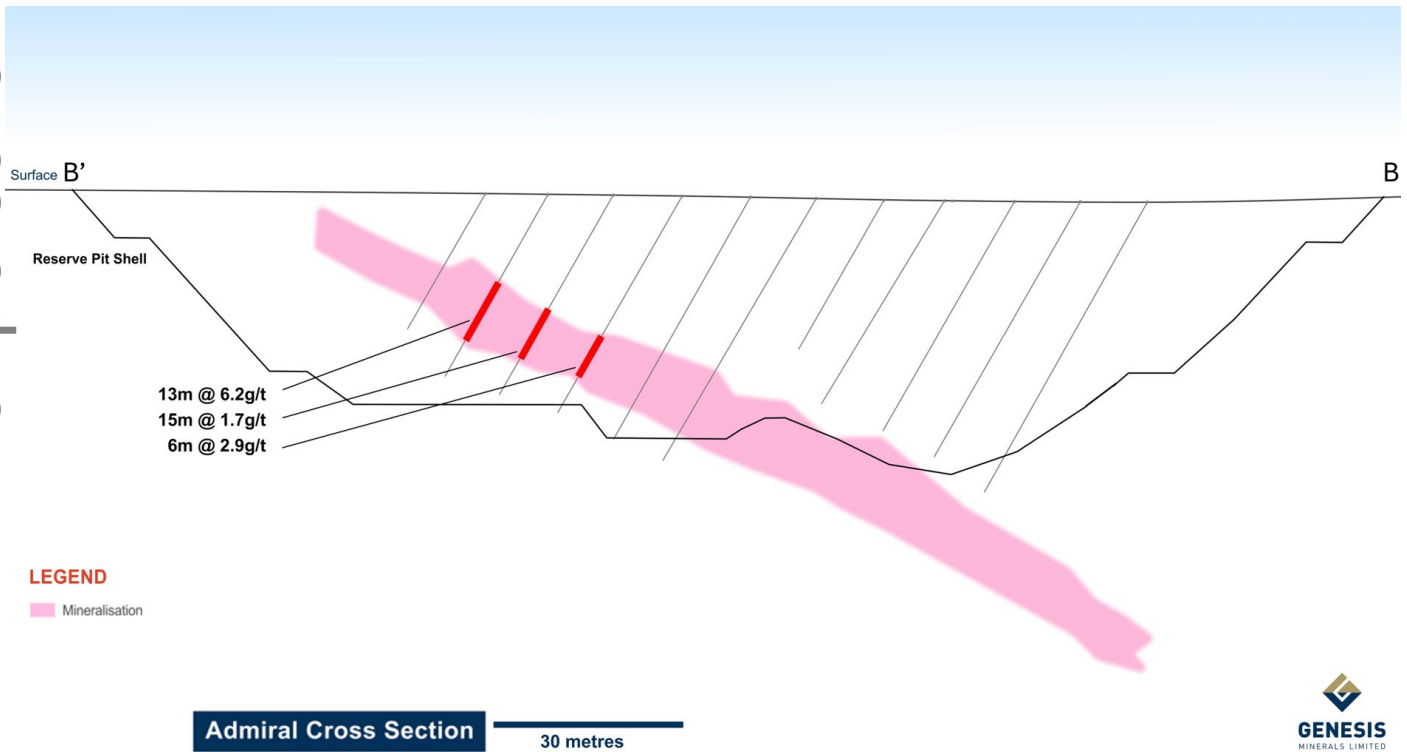 Surface B’
B
Reserve Pit Shell
13m @ 6.2g/t
15m @ 1.7g/t
6m @ 2.9g/t
LEGEND
Mineralisation
Admiral Cross Section
30 metres
GENESIS
MINERALS LIMITED